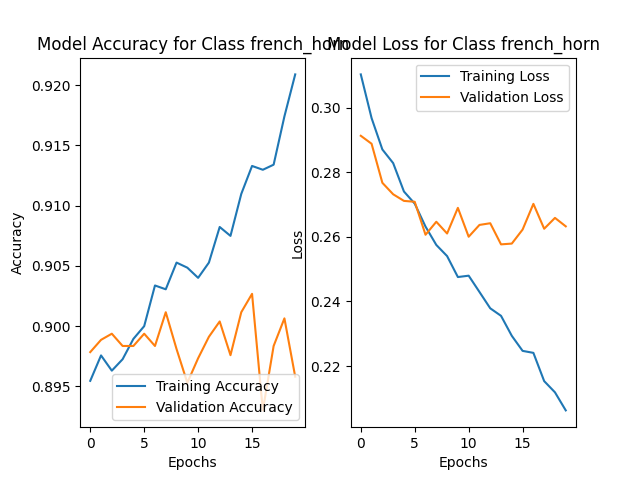 Model Accuracy for Class french_horn
Model Loss for Class french_horn
Accuracy
0.920
0.915
0.910
0.905
0.900
0.895
0
5
10
15
Epochs
Training Accuracy
Validation Accuracy
Loss
0.30
0.28
0.26
0.24
0.22
0
5
10
15
Epochs
Training Loss
Validation Loss